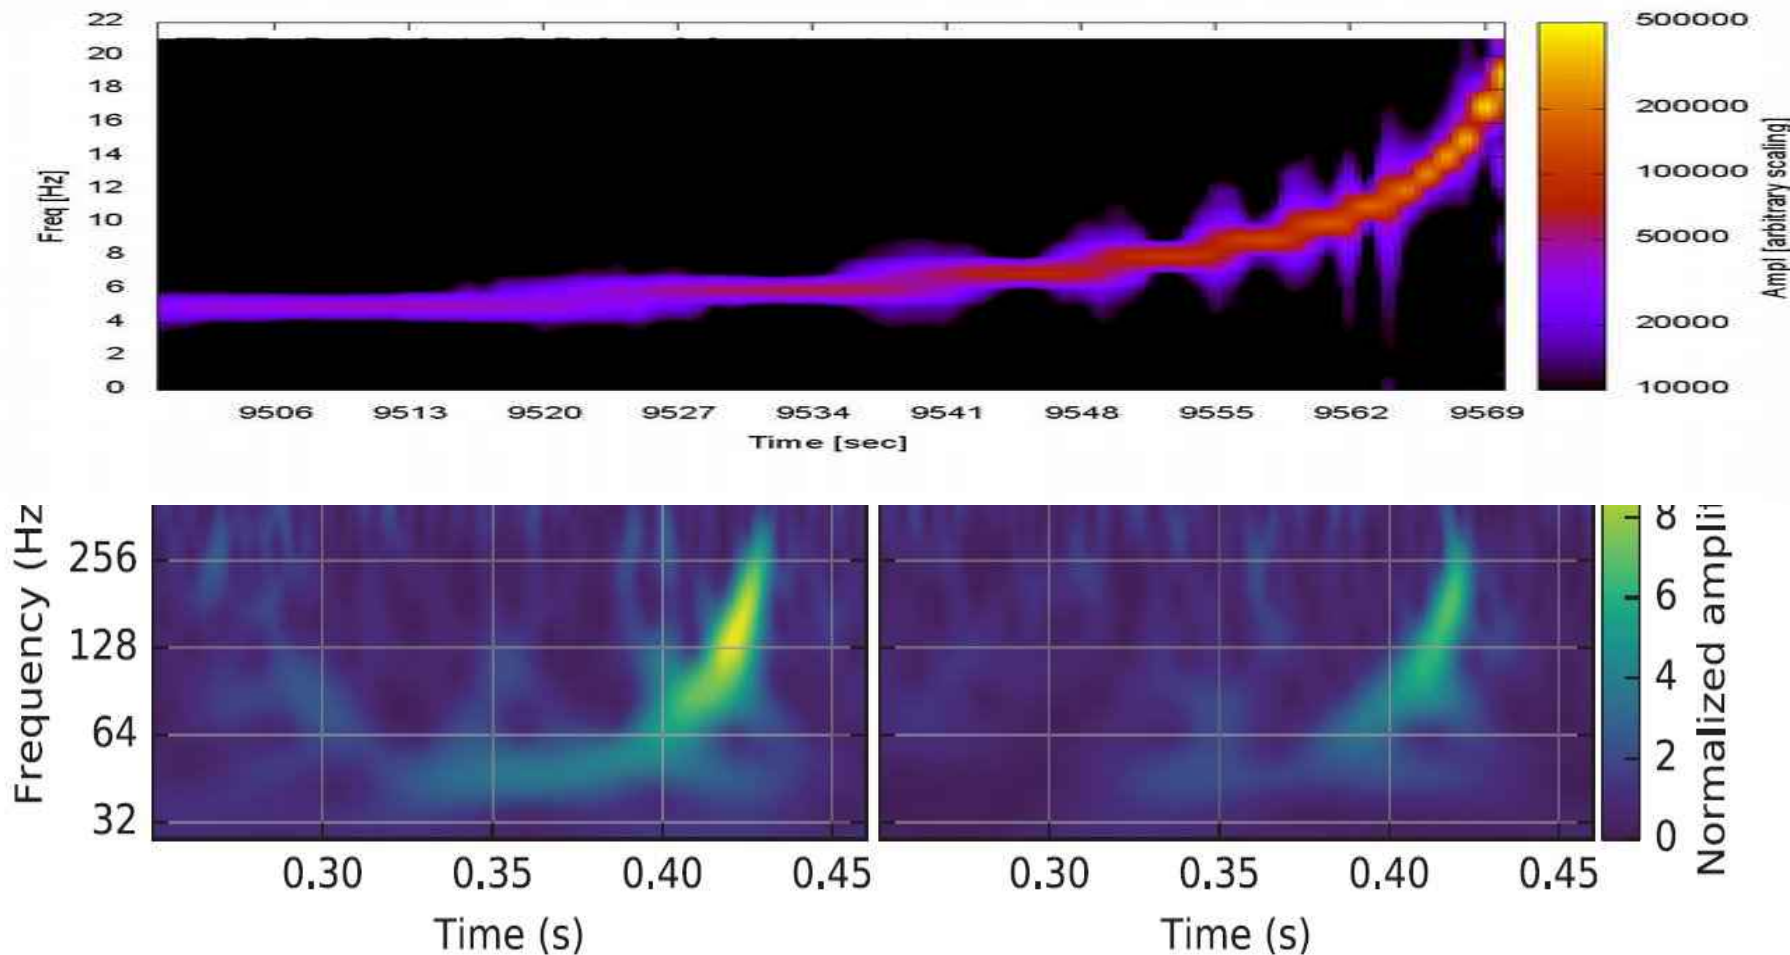 22
20
18
16
14
12
10
8
6
4
2
0
Freq [Hz]
9506 9513 9520 9527 9534 9541 9548 9555 9562 9569
Time [sec]
500000
200000
100000
50000
20000
10000
Ampl [arbitrary scaling]
Frequency (Hz
256
128
64
32
0.30 0.35 0.40 0.45
Time (s)
0.30 0.35 0.40 0.45
Time (s)
8
6
4
2
0
Normalized ampli